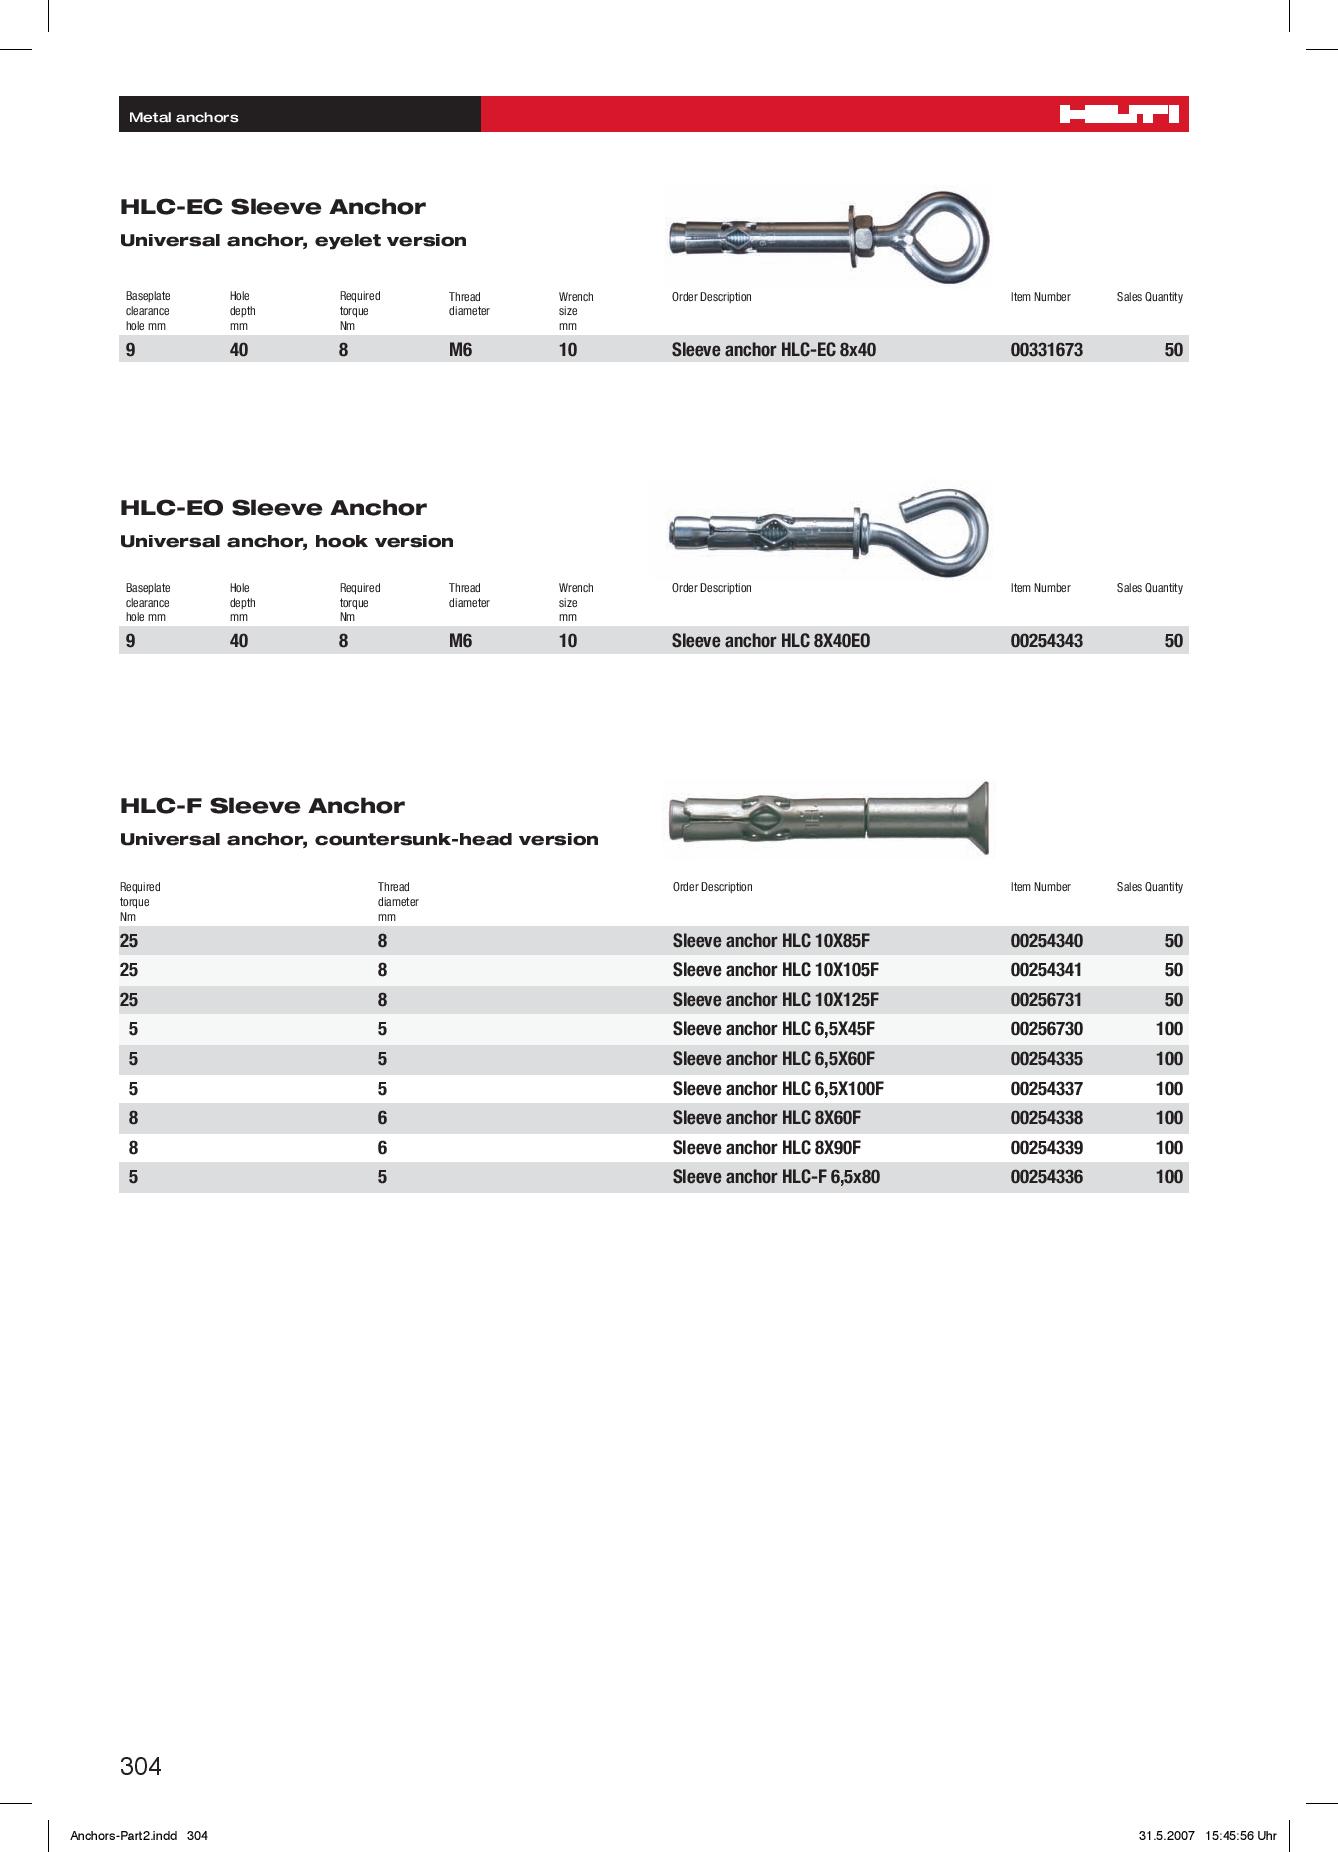 Metal anchors
HILTI
HLC-EC Sleeve Anchor
Universal anchor, eyelet version
Baseplate clearance hole mm Hole depth mm Required torque Nm Thread diameter Wrench size mm Order Description Item Number Sales Quantity
9 40 8 M6 10 Sleeve anchor HLC-EC 8x40 00331673 50
HLC-EO Sleeve Anchor
Universal anchor, hook version
Baseplate clearance hole mm Hole depth mm Required torque Nm Thread diameter Wrench size mm Order Description Item Number Sales Quantity
9 40 8 M6 10 Sleeve anchor HLC 8X40EO 00254343 50
HLC-F Sleeve Anchor
Universal anchor, countersunk-head version
Required torque Nm Thread diameter mm Order Description Item Number Sales Quantity
25 8 Sleeve anchor HLC 10X85F 00254340 50
25 8 Sleeve anchor HLC 10X105F 00254341 50
25 8 Sleeve anchor HLC 10X125F 00256731 50
5 5 Sleeve anchor HLC 6,5X45F 00256730 100
5 5 Sleeve anchor HLC 6,5X60F 00254335 100
5 5 Sleeve anchor HLC 6,5X100F 00254337 100
8 6 Sleeve anchor HLC 8X60F 00254338 100
8 6 Sleeve anchor HLC 8X90F 00254339 100
5 5 Sleeve anchor HLC-F 6,5x80 00254336 100
304
Anchors-Part2.indd 304 31.5.2007 15:45:56 Uhr